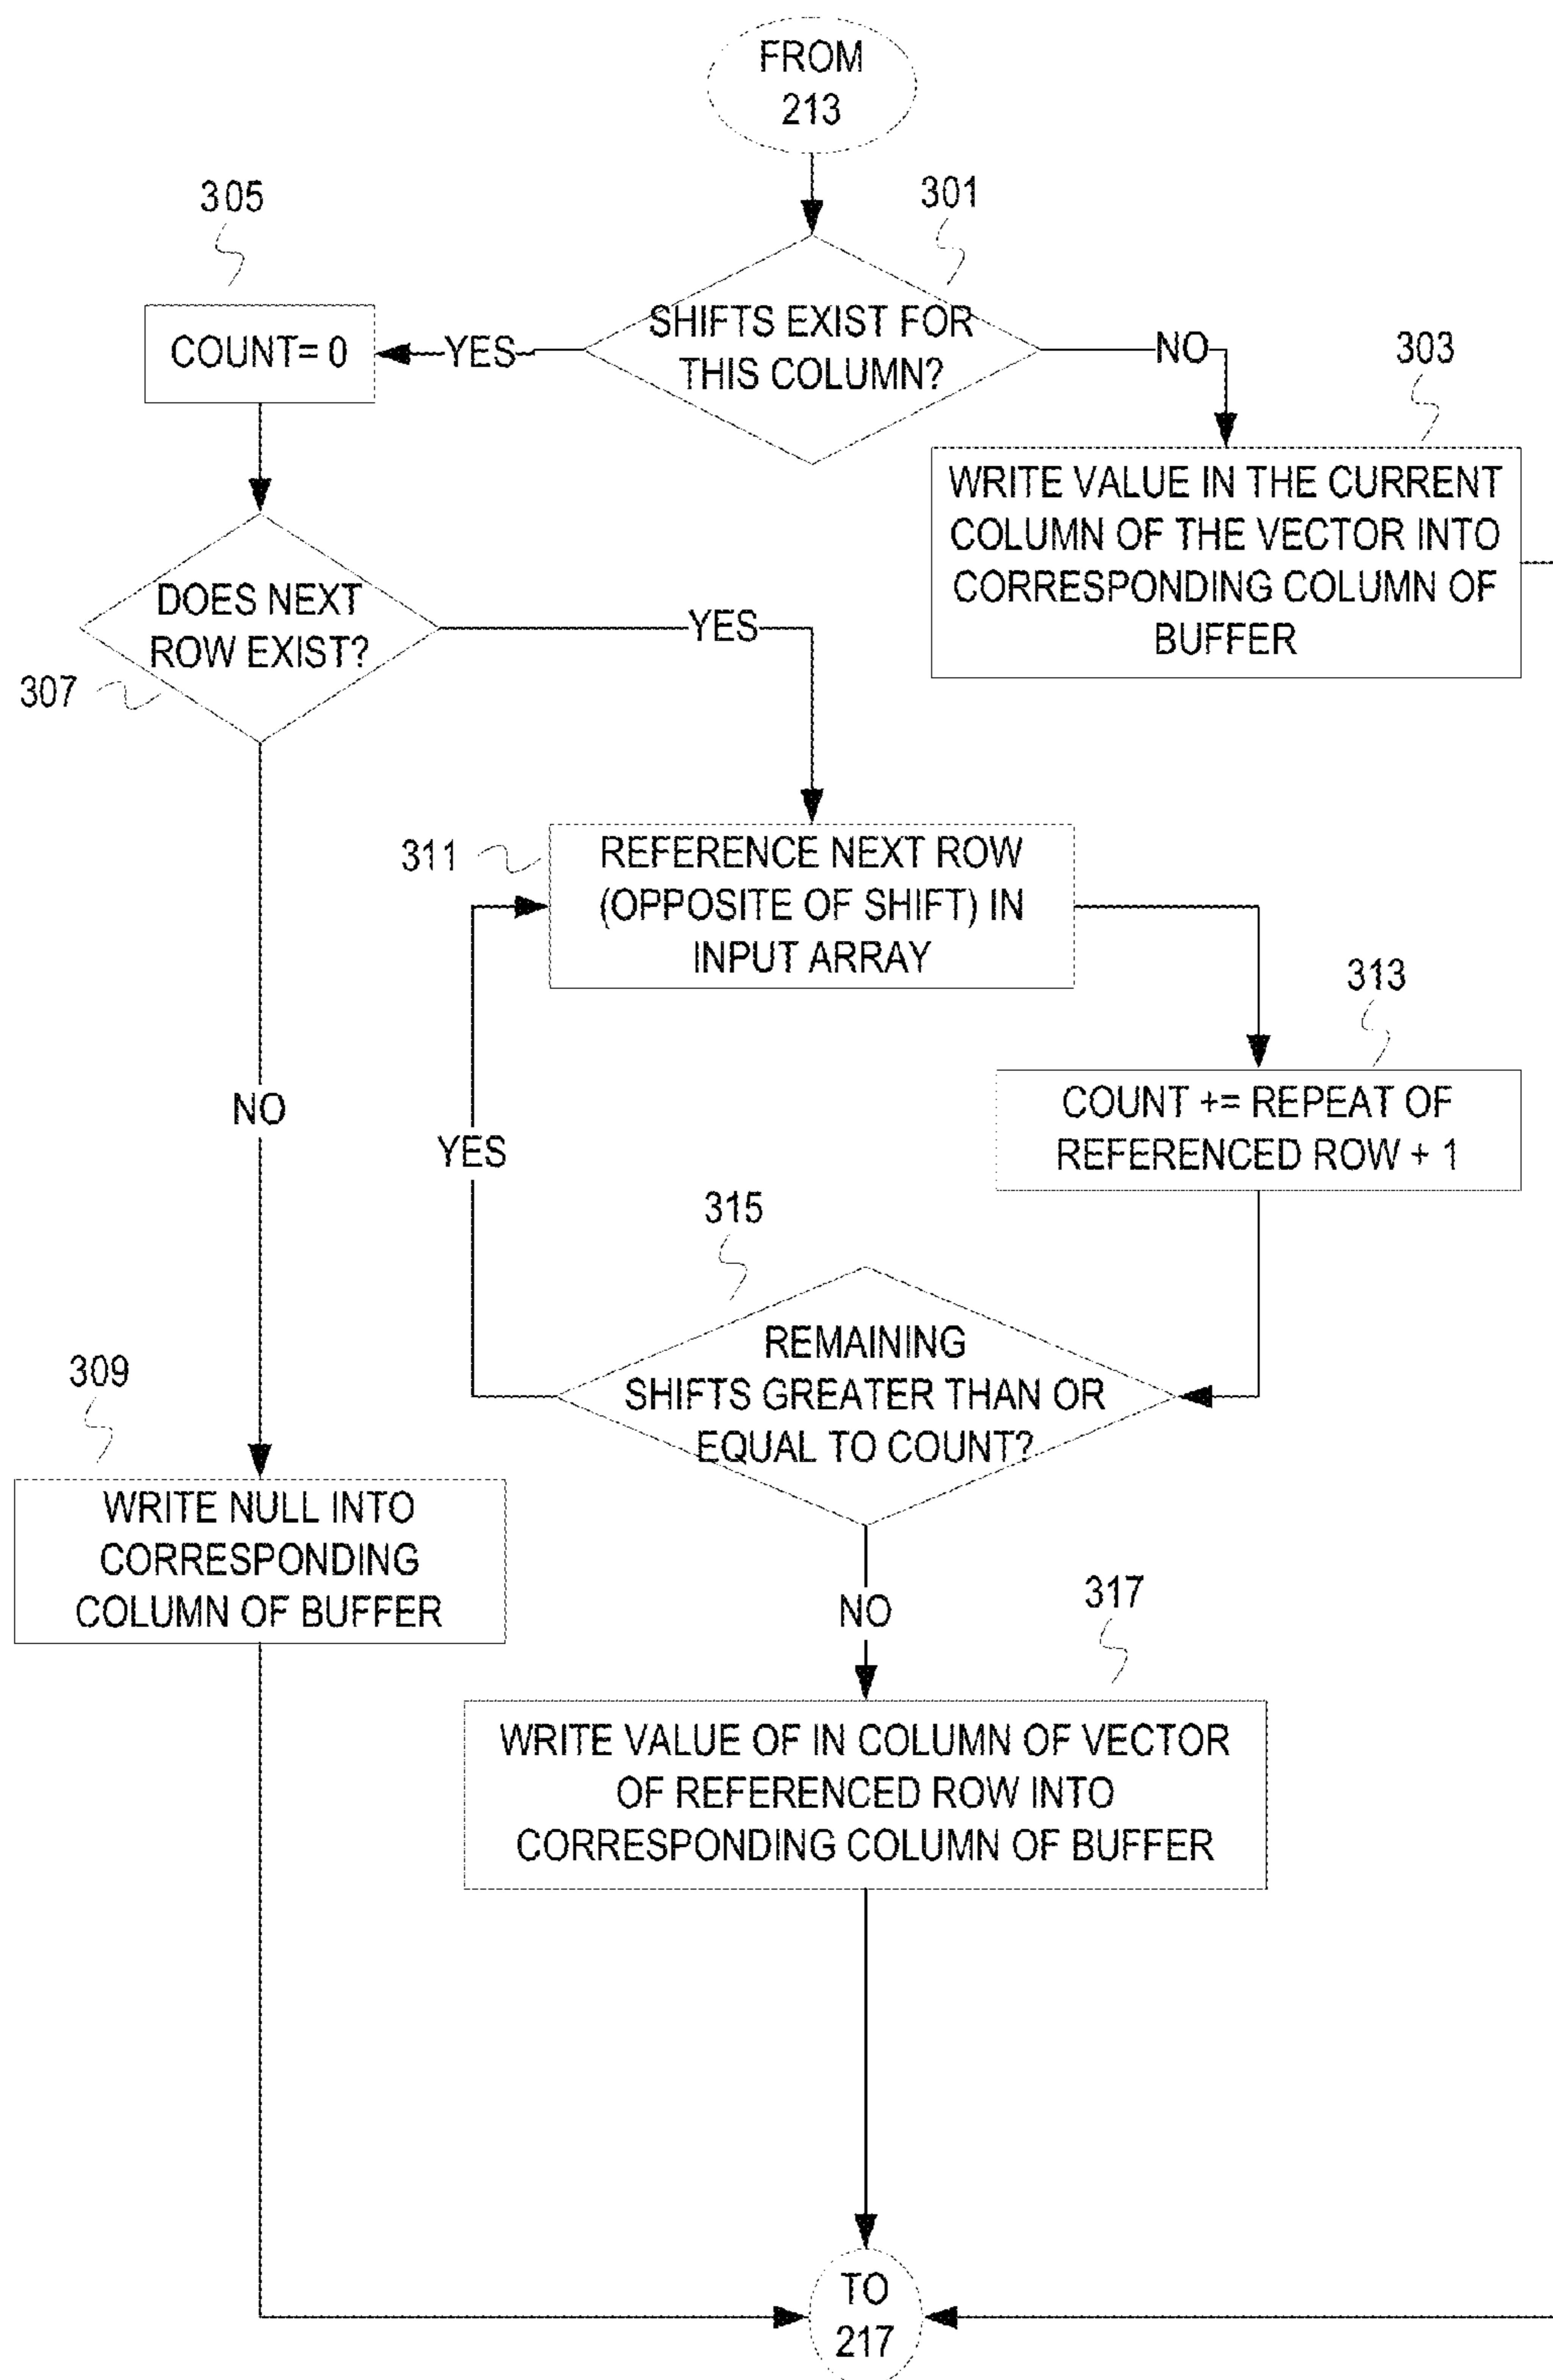 FROM
213
305
301
SHIFTS EXIST FOR
THIS COLUMN?
COUNT= 0
YES
NO
303
WRITE VALUE IN THE CURRENT
COLUMN OF THE VECTOR INTO
CORRESPONDING COLUMN OF
BUFFER
DOES NEXT
ROW EXIST?
YES
307
311
REFERENCE NEXT ROW
(OPPOSITE OF SHIFT) IN
INPUT ARRAY
313
COUNT += REPEAT OF
REFERENCED ROW + 1
NO
YES
315
REMAINING
SHIFTS GREATER THAN OR
EQUAL TO COUNT?
309
WRITE NULL INTO
CORRESPONDING
COLUMN OF BUFFER
NO
317
WRITE VALUE OF IN COLUMN OF VECTOR
OF REFERENCED ROW INTO
CORRESPONDING COLUMN OF BUFFER
TO
217